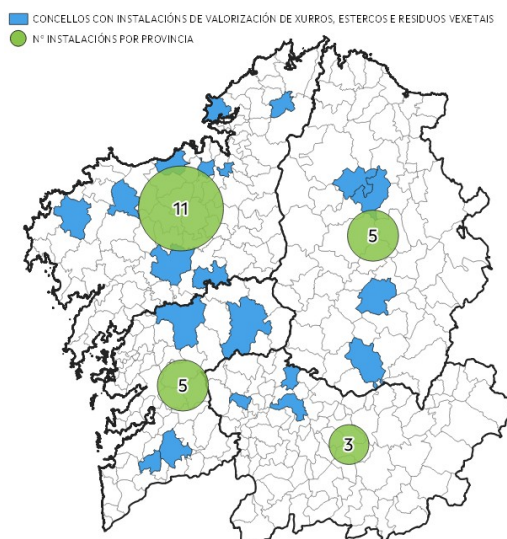 CONCELLOS CON INSTALACIÓNS DE VALORIZACIÓN DE XURROS, ESTERCOS E RESIDUOS VEXETAIS
Nº INSTALACIÓNS POR PROVINCIA
11
5
5
3